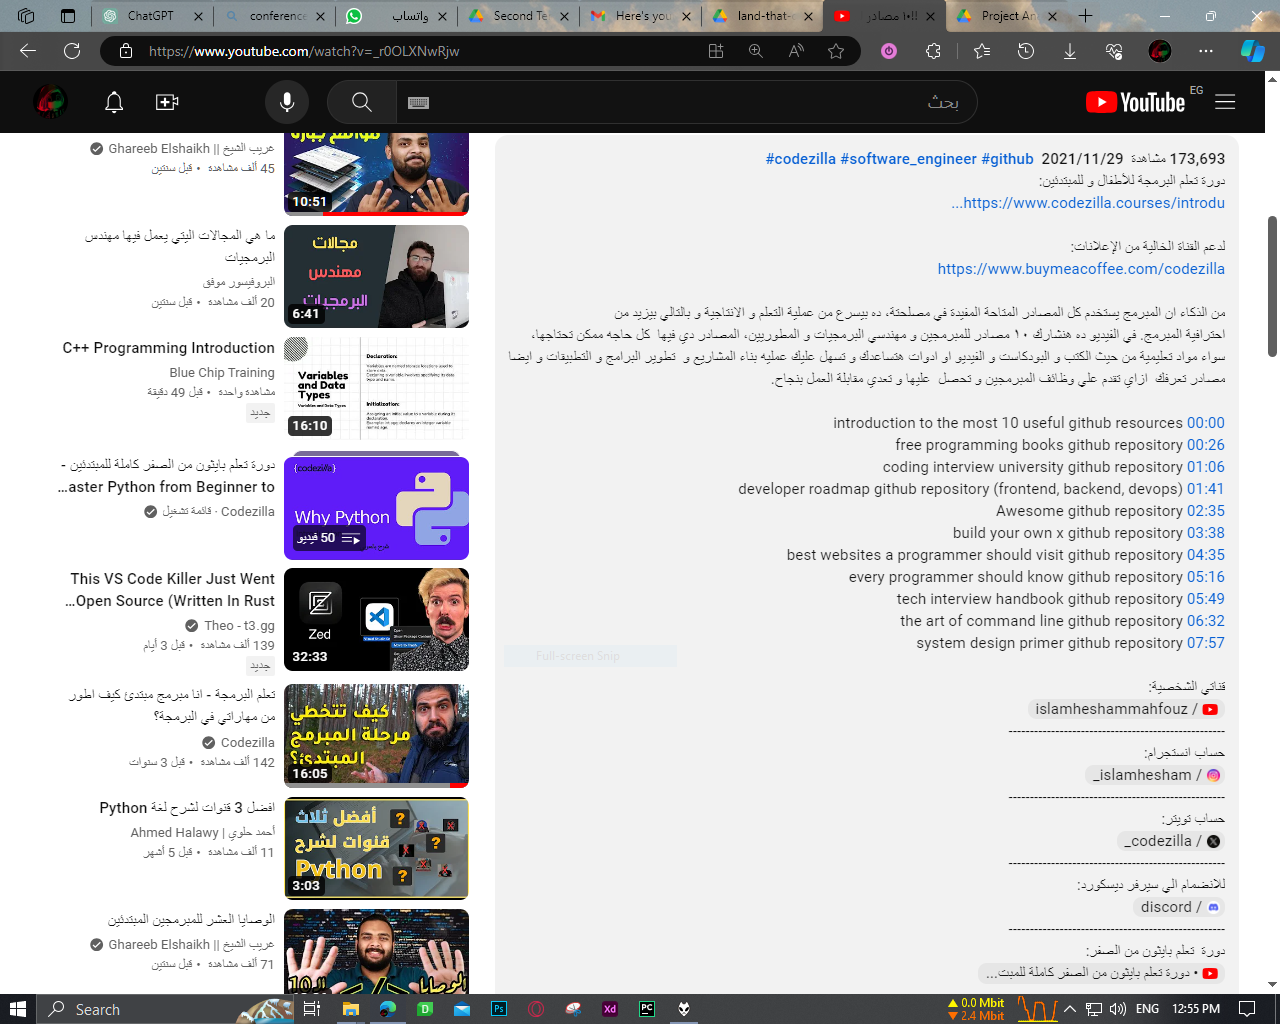 ChatGPT
conference
واتساب
Second Te
Here's you
land-that-
١٠!! مصادر
Project An
https://www.youtube.com/watch?v=_r0OLXNwRjw
بحث
YouTube
EG
غريب الشيخ || Ghareeb Elshaikh
45 ألف مشاهدة • قبل سنتين
10:51
ما هي المجالات اليتي يعمل فيها مهندس
البرمجيات
البروفيسور موفق
20 ألف مشاهدة • قبل سنتين
مجالات
مهندس
البرمجيات
6:41
C++ Programming Introduction
Blue Chip Training
مشاهدة واحدة • قبل 49 دقيقة
جديد
Variables
and Data
Types
Variables and Data Types
Declaration:
Initialization:
16:10
دورة تعلم بايثون من الصفر كاملة للمبتدئين -
...aster Python from Beginner to
Codezilla · قائمة تشغيل
{codezilla}
Why Python
50 فيديو
This VS Code Killer Just Went
...Open Source (Written In Rust
Theo - t3.gg
139 ألف مشاهدة • قبل 3 أيام
جديد
Zed
32:33
تعلم البرمجة - انا مبرمج مبتدئ كيف اطور
من مهاراتي في البرمجة؟
Codezilla
142 ألف مشاهدة • قبل 3 سنوات
كيف تتخطي
مرحلة المبرمج
المبتدئ؟
16:05
افضل 3 قنوات لشرح لغة Python
أحمد حلوي | Ahmed Halawy
11 ألف مشاهدة • قبل 5 أشهر
أفضل ثلاث
قنوات لشرح
Python
3:03
الوصايا العشر للمبرمجين المبتدئين
غريب الشيخ || Ghareeb Elshaikh
71 ألف مشاهدة • قبل سنتين
الوصايا
173,693 مشاهدة 2021/11/29 #codezilla #software_engineer #github
دورة تعلم البرمجة للأطفال و للمبتدئين:
https://www.codezilla.courses/introdu...
لدعم القناة الخالية من الإعلانات:
https://www.buymeacoffee.com/codezilla
من الذكاء ان المبرمج يستخدم كل المصادر المتاحة المفيدة في مصلحتة، ده بيسرع من عملية التعلم و الانتاجية و بالتالي بيزيد من
احترافية المبرمج. في الفيديو ده هنشارك ١٠ مصادر للمبرمجين و مهندسي البرمجيات و المطوريين، المصادر دي فيها كل حاجه ممكن تحتاجها،
سواء مواد تعليمية من حيث الكتب و البودكاست و الفيديو او ادوات هتساعدك و تسهل عليك عمليه بناء المشاريع و تطوير البرامج و التطبيقات و ايضا
مصادر تعرفك ازاي تقدم علي وظائف المبرمجين و تحصل عليها و تعدي مقابلة العمل بنجاح.
introduction to the most 10 useful github resources 00:00
free programming books github repository 00:26
coding interview university github repository 01:06
developer roadmap github repository (frontend, backend, devops) 01:41
Awesome github repository 02:35
build your own x github repository 03:38
best websites a programmer should visit github repository 04:35
every programmer should know github repository 05:16
tech interview handbook github repository 05:49
the art of command line github repository 06:32
system design primer github repository 07:57
Full-screen Snip
قناتي الشخصية:
islamheshammahfouz /
------------------------------------------------
حساب انستجرام:
_islamhesham /
------------------------------------------------
حساب تويتر:
_codezilla /
------------------------------------------------
للانضمام الي سيرفر ديسكورد:
discord /
------------------------------------------------
دورة تعلم بايثون من الصفر:
• دورة تعلم بايثون من الصفر كاملة للمبت...
Search
0.0 Mbit
2.4 Mbit
ENG
12:55 PM